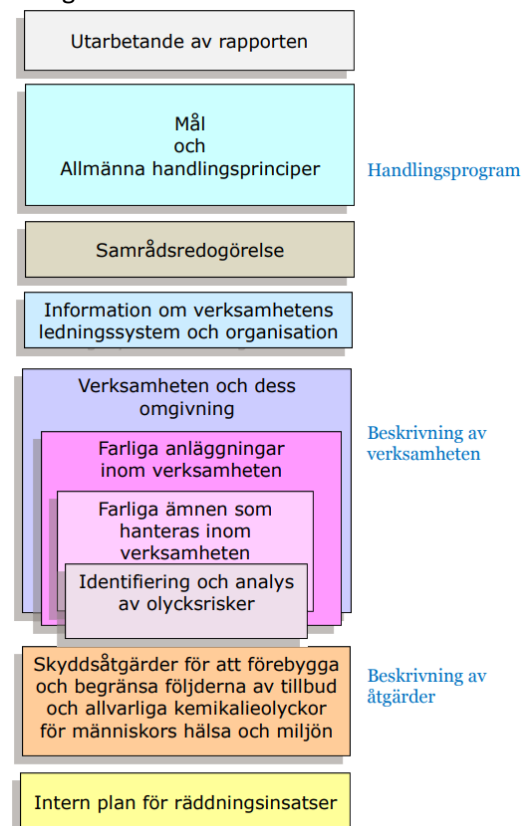 Utarbetande av rapporten
Mål
och
Allmänna handlingsprinciper
Handlingsprogram
Samrådsredogörelse
Information om verksamhetens
ledningssystem och organisation
Verksamheten och dess
omgivning
Beskrivning av
verksamheten
Farliga anläggningar
inom verksamheten
Farliga ämnen som
hanteras inom
verksamheten
Identifiering och analys
av olycksrisker
Skyddsåtgärder för att förebygga
och begränsa följderna av tillbud
och allvarliga kemikalieolyckor
för människors hälsa och miljön
Beskrivning av
åtgärder
Intern plan för räddningsinsatser